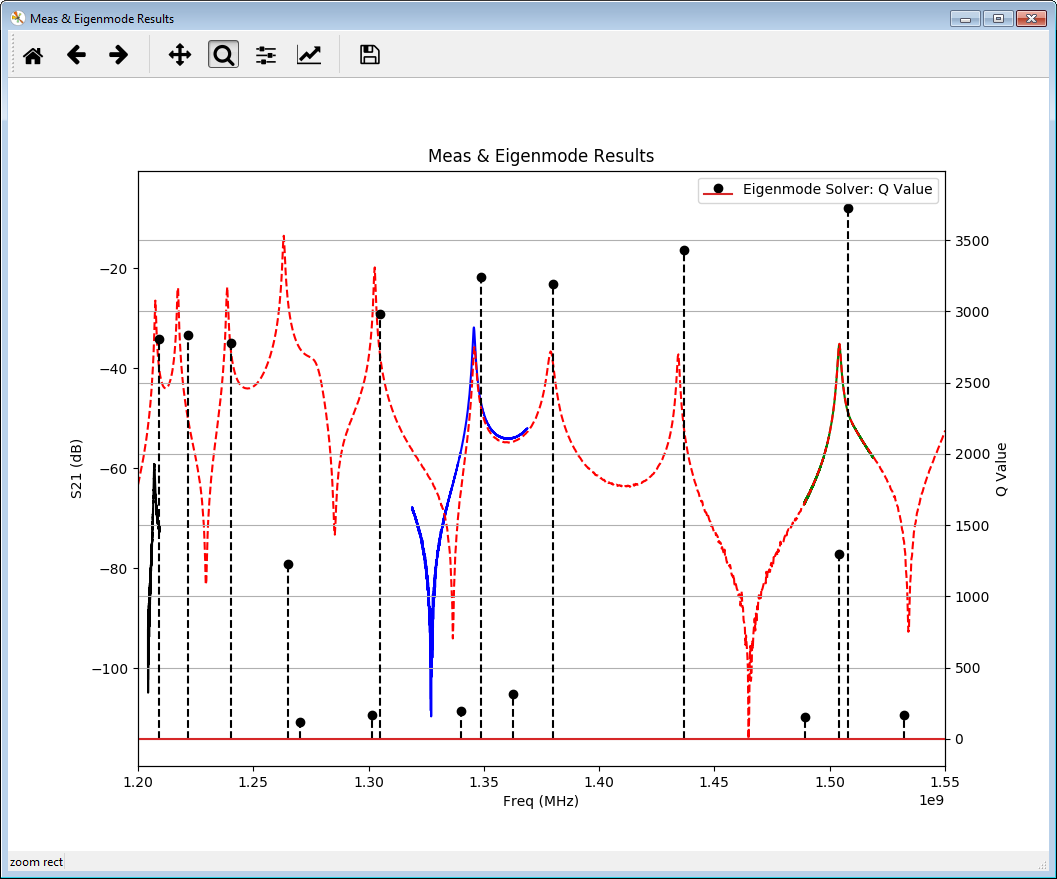 Meas & Eigenmode Results
Meas & Eigenmode Results
Eigenmode Solver: Q Value
−20
−40
−60
−80
−100
S21 (dB)
3500
3000
2500
2000
1500
1000
500
0
Q Value
1.20 1.25 1.30 1.35 1.40 1.45 1.50 1.55
Freq (MHz)
1e9
zoom rect